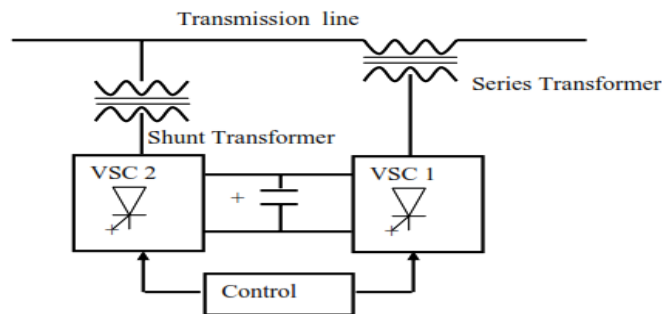 Transmission line
Series Transformer
Shunt Transformer
VSC 2
VSC 1
+
+
+
Control